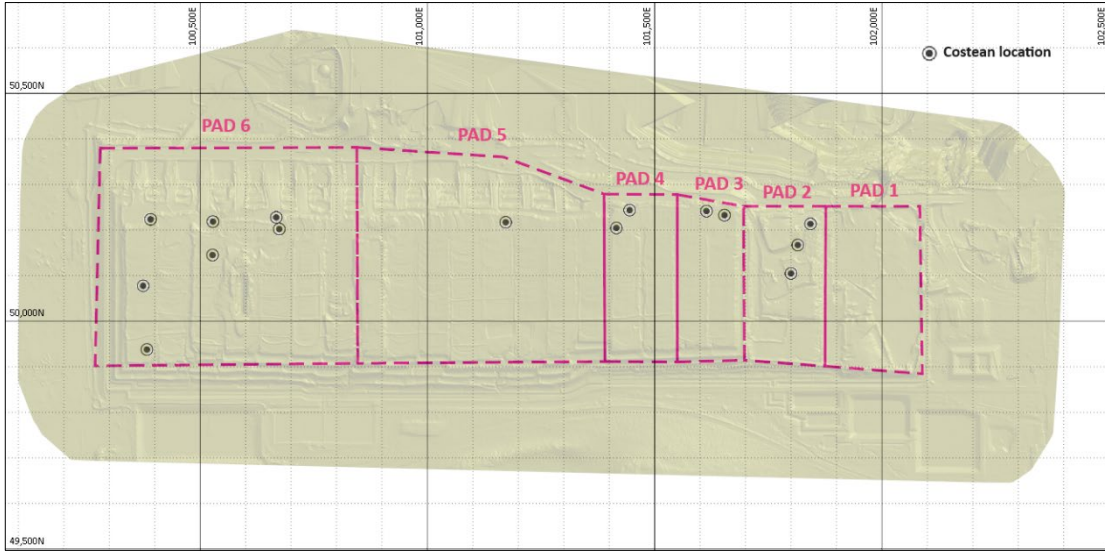 100,500E
101,000E
101,500E
102,000E
102,500
50,500N
Costean location
PAD 6
PAD 5
PAD 4
PAD 3
PAD 2
PAD 1
50,000N
49,500N